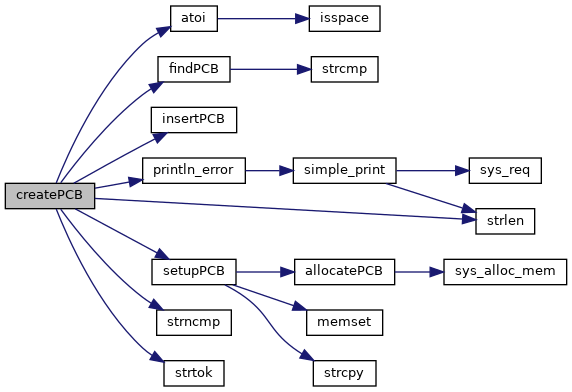 atoi
isspace
findPCB
strcmp
insertPCB
println_error
simple_print
sys_req
createPCB
strlen
setupPCB
allocatePCB
sys_alloc_mem
strncmp
memset
strtok
strcpy